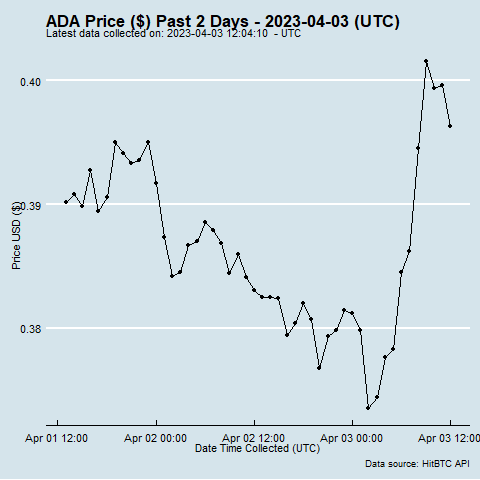 ADA Price ($) Past 2 Days - 2023-04-03 (UTC)
Latest data collected on: 2023-04-03 12:04:10 - UTC
0.40
0.39
0.38
Price USD ($)
Apr 01 12:00 Apr 02 00:00 Apr 02 12:00 Apr 03 00:00 Apr 03 12:00
Date Time Collected (UTC)
Data source: HitBTC API